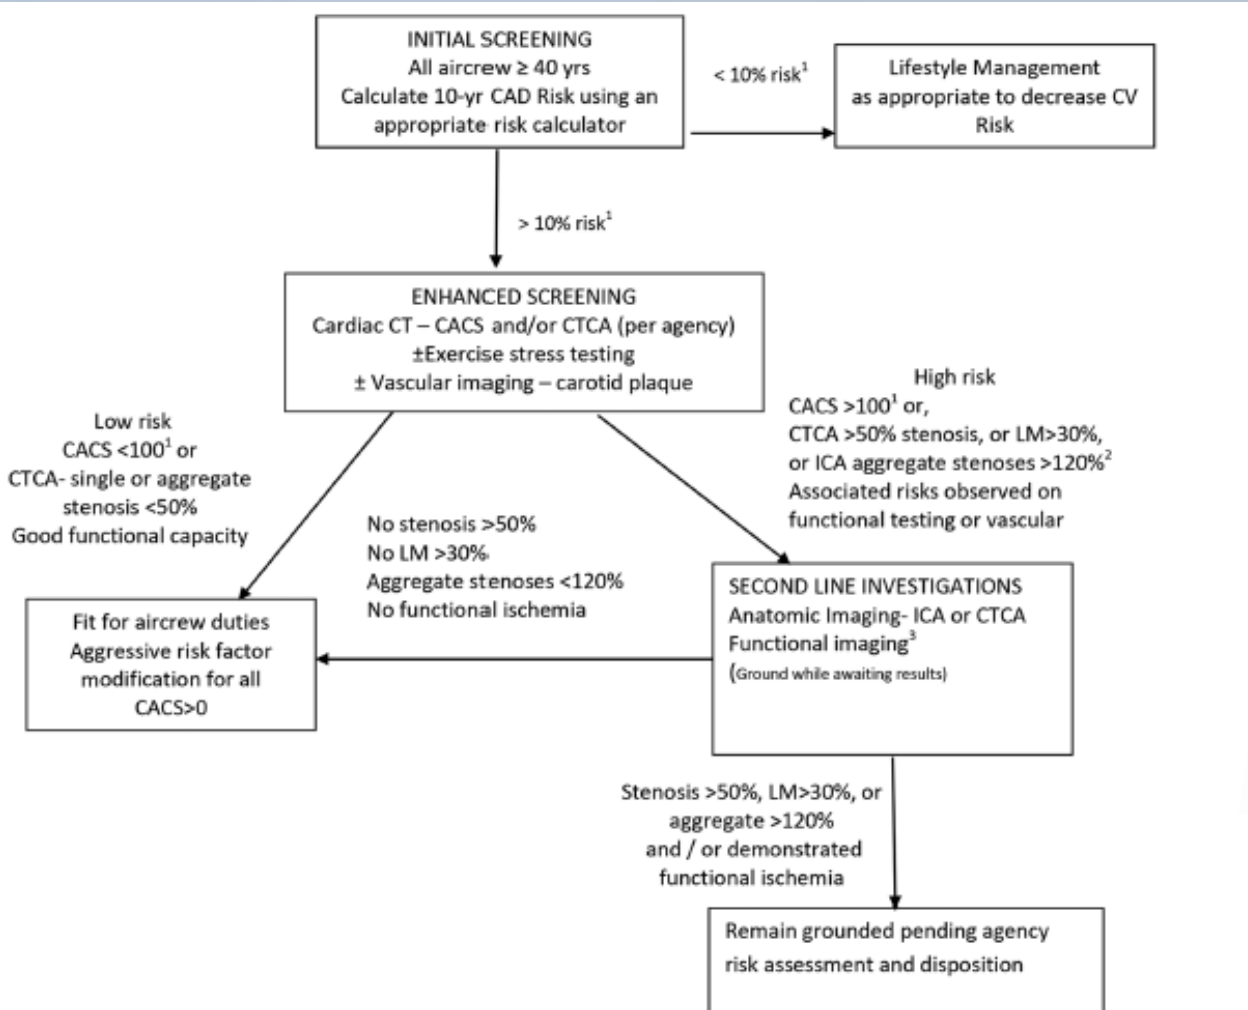 INITIAL SCREENING
All aircrew ≥ 40 yrs
Calculate 10-yr CAD Risk using an
appropriate risk calculator
< 10% risk¹
Lifestyle Management
as appropriate to decrease CV
Risk
> 10% risk¹
ENHANCED SCREENING
Cardiac CT – CACS and/or CTCA (per agency)
±Exercise stress testing
± Vascular imaging – carotid plaque
Low risk
CACS <100¹ or
CTCA- single or aggregate
stenosis <50%
Good functional capacity
High risk
CACS >100¹ or,
CTCA >50% stenosis, or LM>30%,
or ICA aggregate stenoses >120%²
Associated risks observed on
functional testing or vascular
No stenosis >50%
No LM >30%
Aggregate stenoses <120%
No functional ischemia
Fit for aircrew duties
Aggressive risk factor
modification for all
CACS>0
SECOND LINE INVESTIGATIONS
Anatomic Imaging- ICA or CTCA
Functional imaging³
(Ground while awaiting results)
Stenosis >50%, LM>30%, or
aggregate >120%
and / or demonstrated
functional ischemia
Remain grounded pending agency
risk assessment and disposition